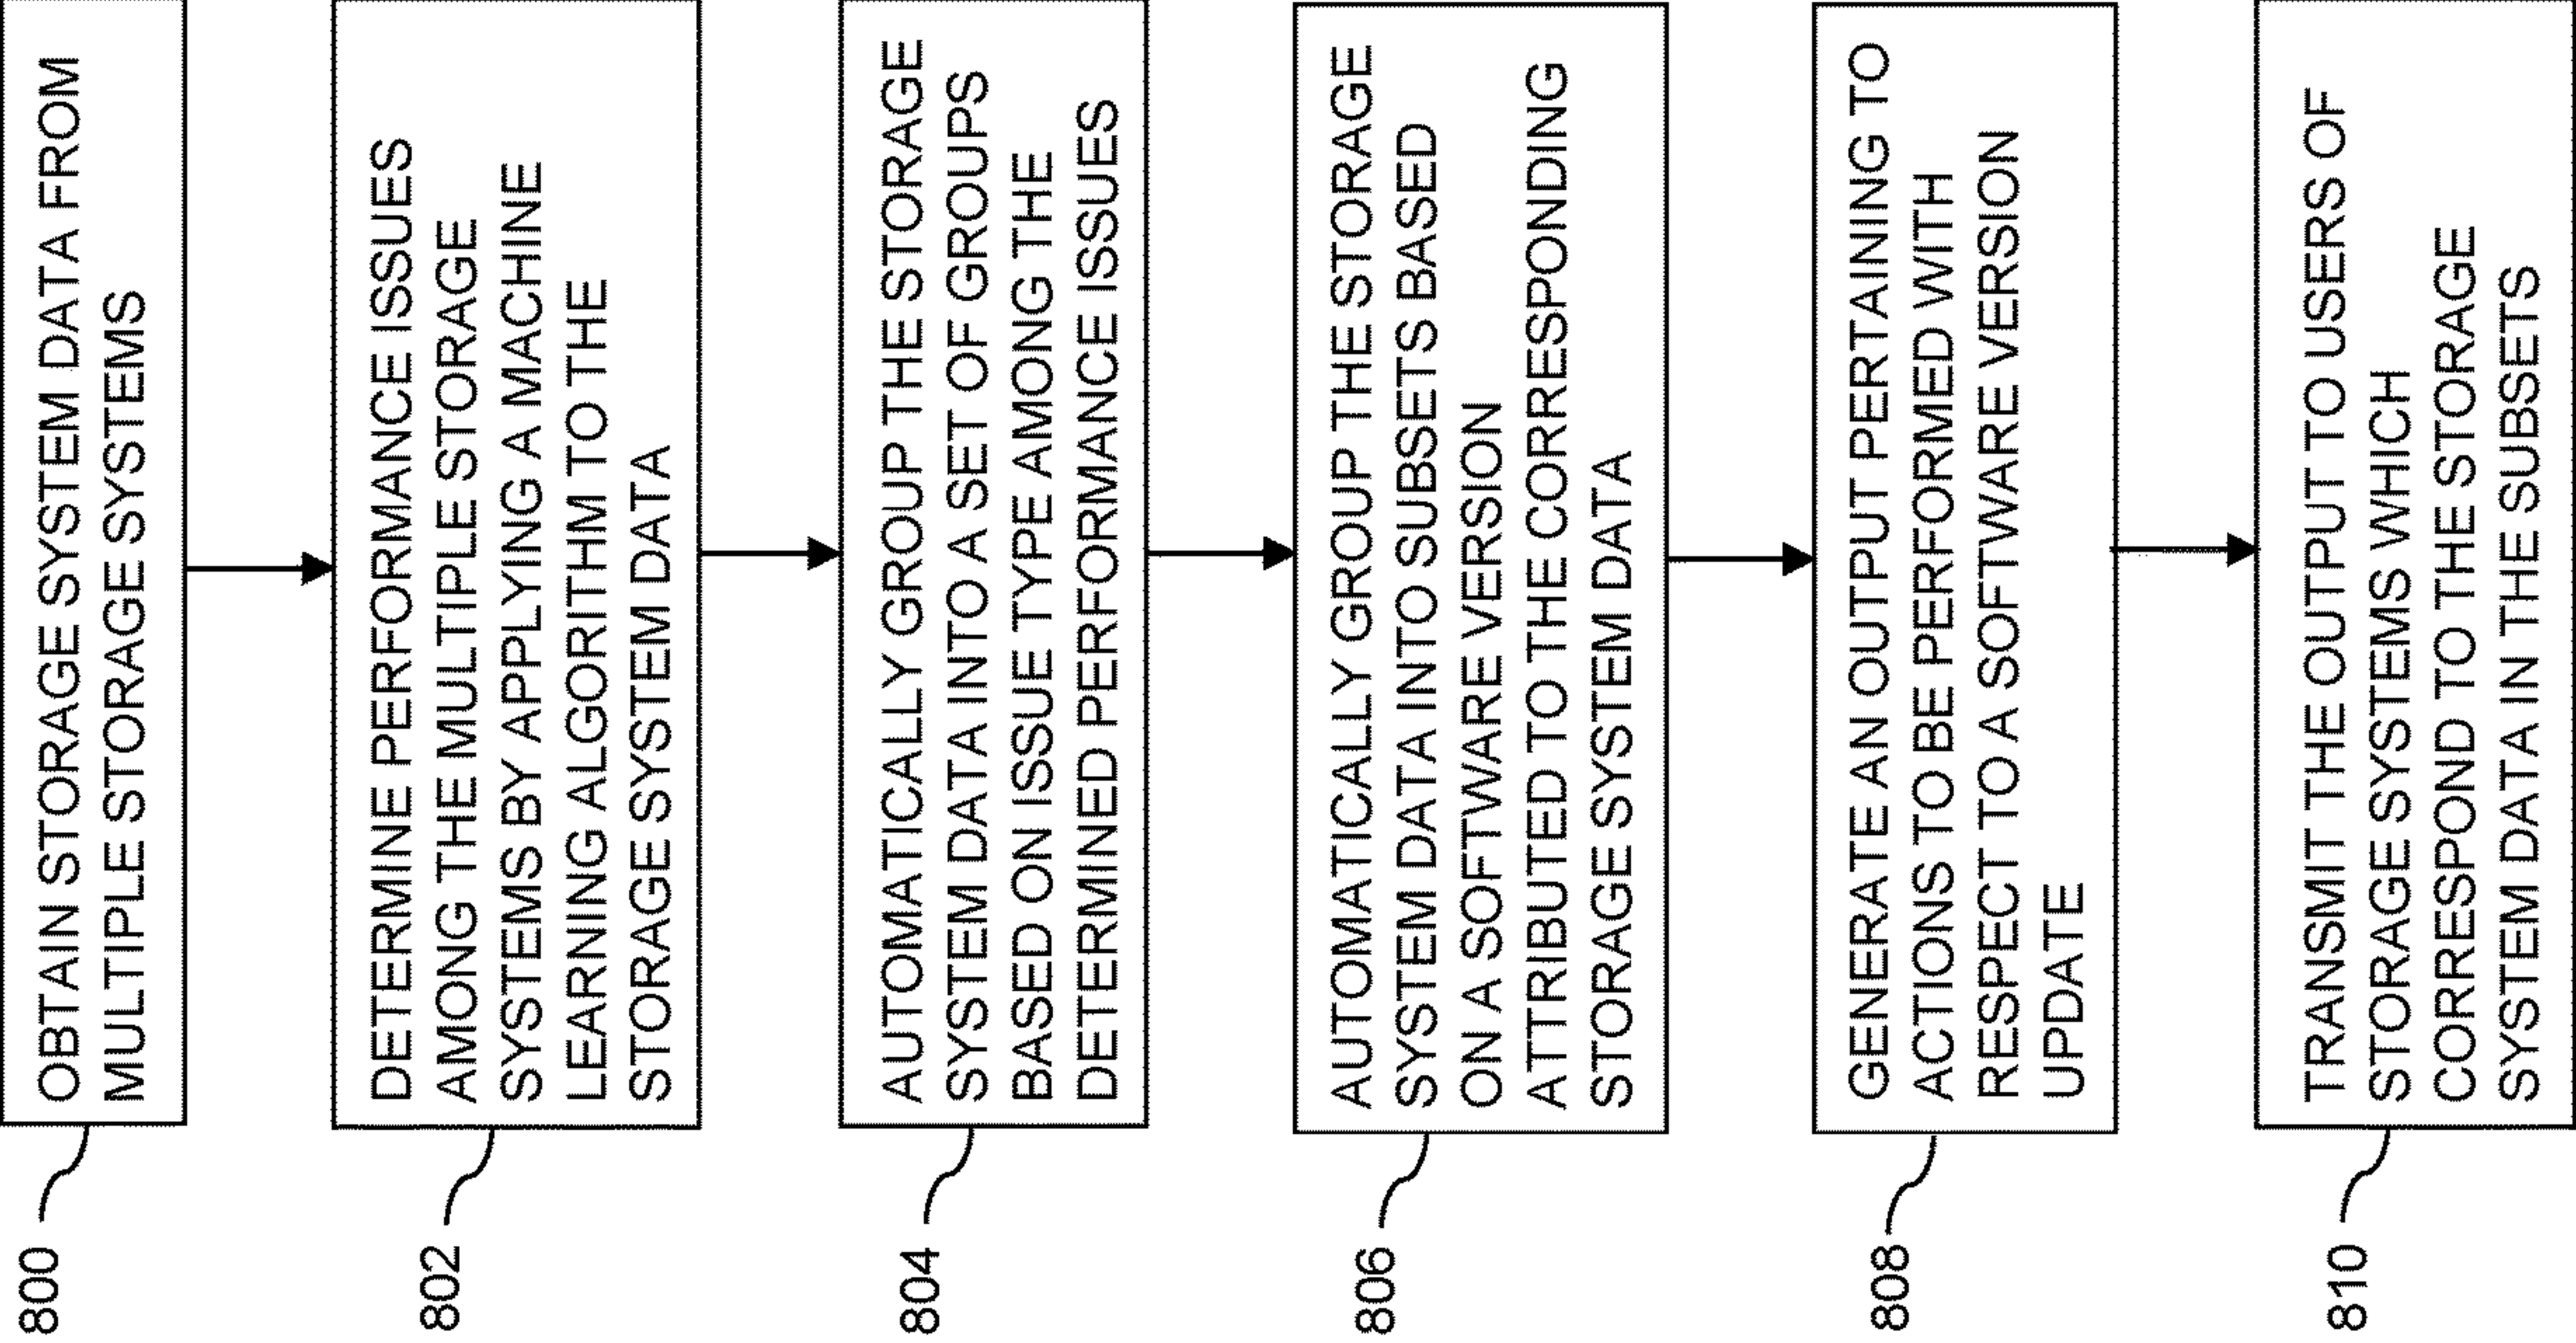 800
OBTAIN STORAGE SYSTEM DATA FROM
MULTIPLE STORAGE SYSTEMS
802
DETERMINE PERFORMANCE ISSUES
AMONG THE MULTIPLE STORAGE
SYSTEMS BY APPLYING A MACHINE
LEARNING ALGORITHM TO THE
STORAGE SYSTEM DATA
804
AUTOMATICALLY GROUP THE STORAGE
SYSTEM DATA INTO A SET OF GROUPS
BASED ON ISSUE TYPE AMONG THE
DETERMINED PERFORMANCE ISSUES
806
AUTOMATICALLY GROUP THE STORAGE
SYSTEM DATA INTO SUBSETS BASED
ON A SOFTWARE VERSION
ATTRIBUTED TO THE CORRESPONDING
STORAGE SYSTEM DATA
808
GENERATE AN OUTPUT PERTAINING TO
ACTIONS TO BE PERFORMED WITH
RESPECT TO A SOFTWARE VERSION
UPDATE
810
TRANSMIT THE OUTPUT TO USERS OF
STORAGE SYSTEMS WHICH
CORRESPOND TO THE STORAGE
SYSTEM DATA IN THE SUBSETS